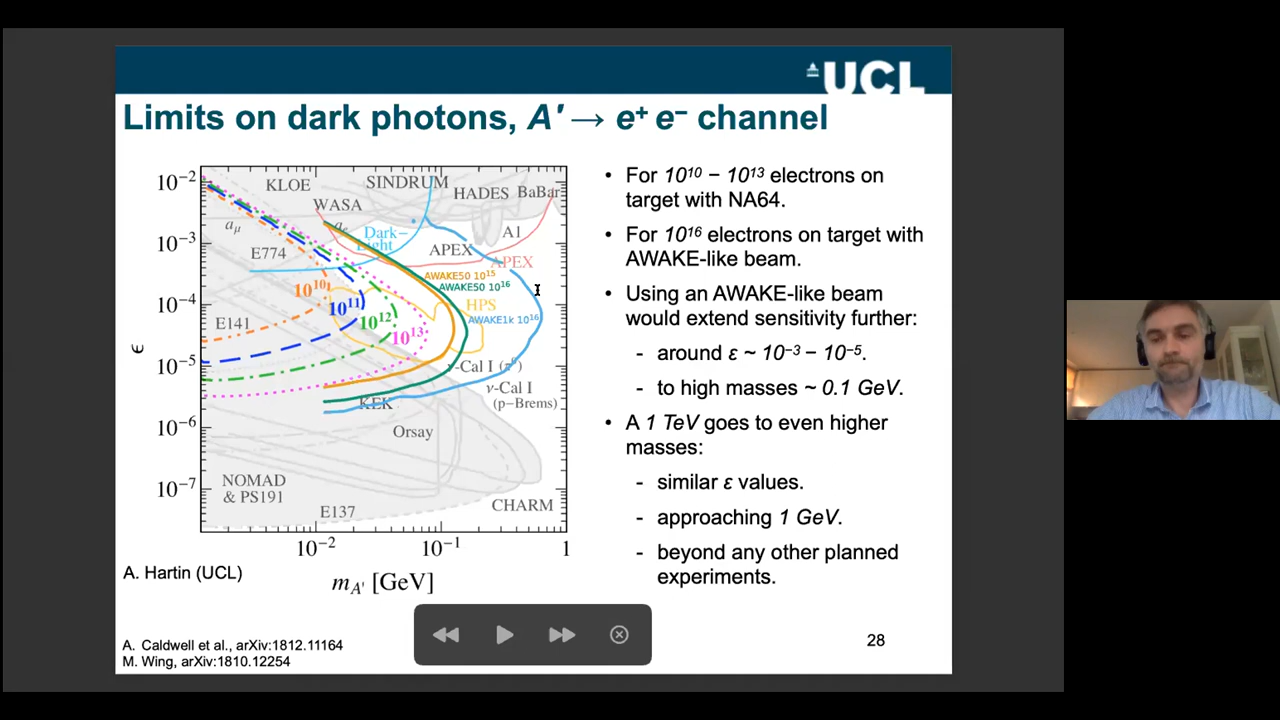 UCL
Limits on dark photons, A′ → e⁺ e⁻ channel
10⁻²
10⁻³
10⁻⁴
10⁻⁵
10⁻⁶
10⁻⁷
ϵ
KLOE
SINDRUM
HADES
BaBar
WASA
aμ
Dark-
Light
A1
APEX
E774
APEX
AWAKE50 10¹⁵
AWAKE50 10¹⁶
10¹⁰
10¹¹
HPS
10¹²
AWAKE1k 10¹⁶
E141
10¹³
ν-Cal I
(p−Brems)
KEK
Orsay
NOMAD
& PS191
CHARM
E137
10⁻²
10⁻¹
1
mA′ [GeV]
A. Hartin (UCL)
• For 10¹⁰ − 10¹³ electrons on
target with NA64.
• For 10¹⁶ electrons on target with
AWAKE-like beam.
• Using an AWAKE-like beam
would extend sensitivity further:
- around ε ~ 10⁻³ − 10⁻⁵.
- to high masses ~ 0.1 GeV.
• A 1 TeV goes to even higher
masses:
- similar ε values.
- approaching 1 GeV.
- beyond any other planned
experiments.
A. Caldwell et al., arXiv:1812.11164
M. Wing, arXiv:1810.12254
28